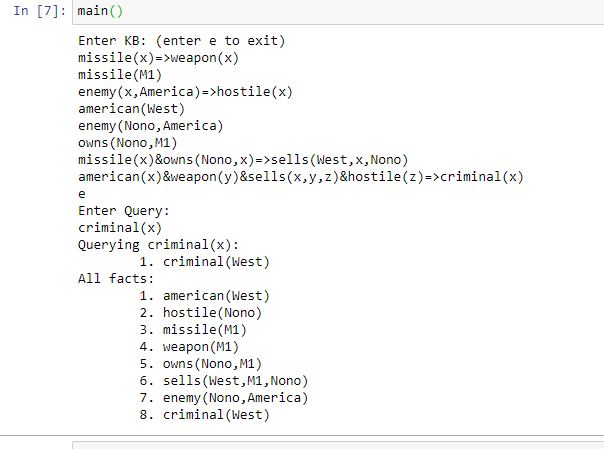 In [7]: main()
Enter KB: (enter e to exit)
missile(x)=>weapon(x)
missile(M1)
enemy(x,America)=>hostile(x)
american(West)
enemy(Nono,America)
owns(Nono,M1)
missile(x)&owns(Nono,x)=>sells(West,x,Nono)
american(x)&weapon(y)&sells(x,y,z)&hostile(z)=>criminal(x)
e
Enter Query:
criminal(x)
Querying criminal(x):
1. criminal(West)
All facts:
1. american(West)
2. hostile(Nono)
3. missile(M1)
4. weapon(M1)
5. owns(Nono,M1)
6. sells(West,M1,Nono)
7. enemy(Nono,America)
8. criminal(West)